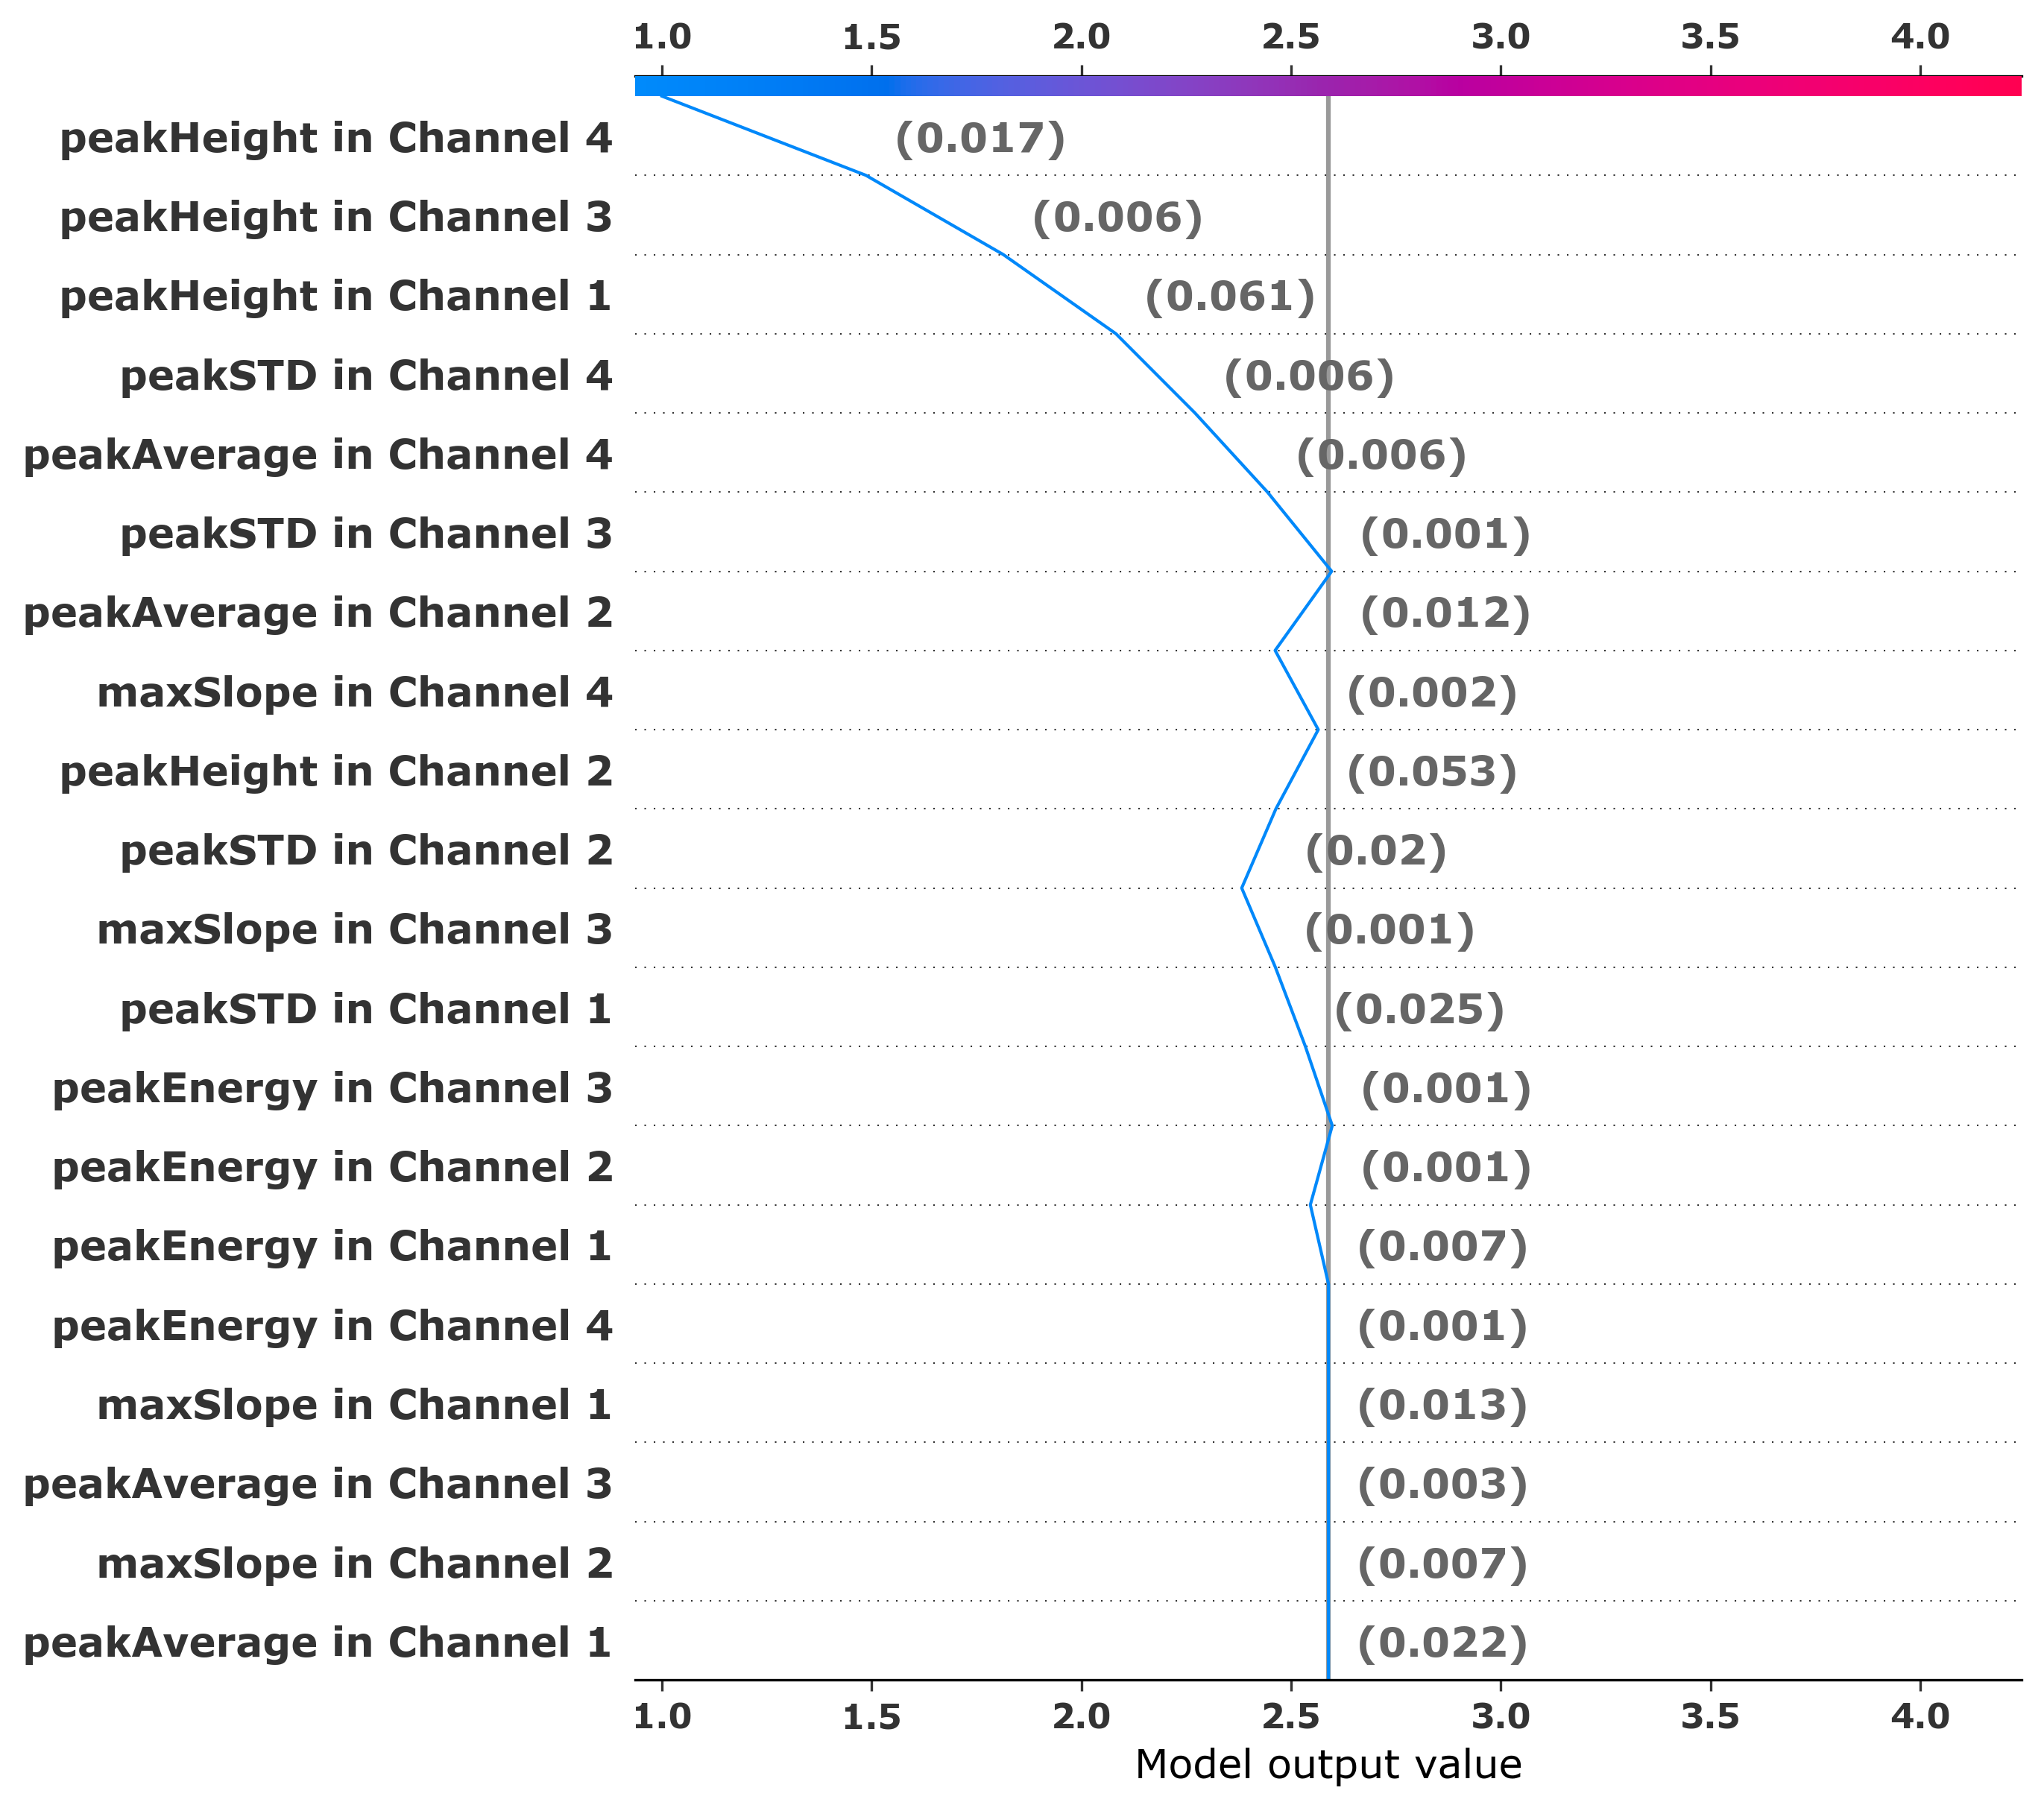 1.0 1.5 2.0 2.5 3.0 3.5 4.0
peakHeight in Channel 4 (0.017)
peakHeight in Channel 3 (0.006)
peakHeight in Channel 1 (0.061)
peakSTD in Channel 4 (0.006)
peakAverage in Channel 4 (0.006)
peakSTD in Channel 3 (0.001)
peakAverage in Channel 2 (0.012)
maxSlope in Channel 4 (0.002)
peakHeight in Channel 2 (0.053)
peakSTD in Channel 2 (0.02)
maxSlope in Channel 3 (0.001)
peakSTD in Channel 1 (0.025)
peakEnergy in Channel 3 (0.001)
peakEnergy in Channel 2 (0.001)
peakEnergy in Channel 1 (0.007)
peakEnergy in Channel 4 (0.001)
maxSlope in Channel 1 (0.013)
peakAverage in Channel 3 (0.003)
maxSlope in Channel 2 (0.007)
peakAverage in Channel 1 (0.022)
1.0 1.5 2.0 2.5 3.0 3.5 4.0
Model output value